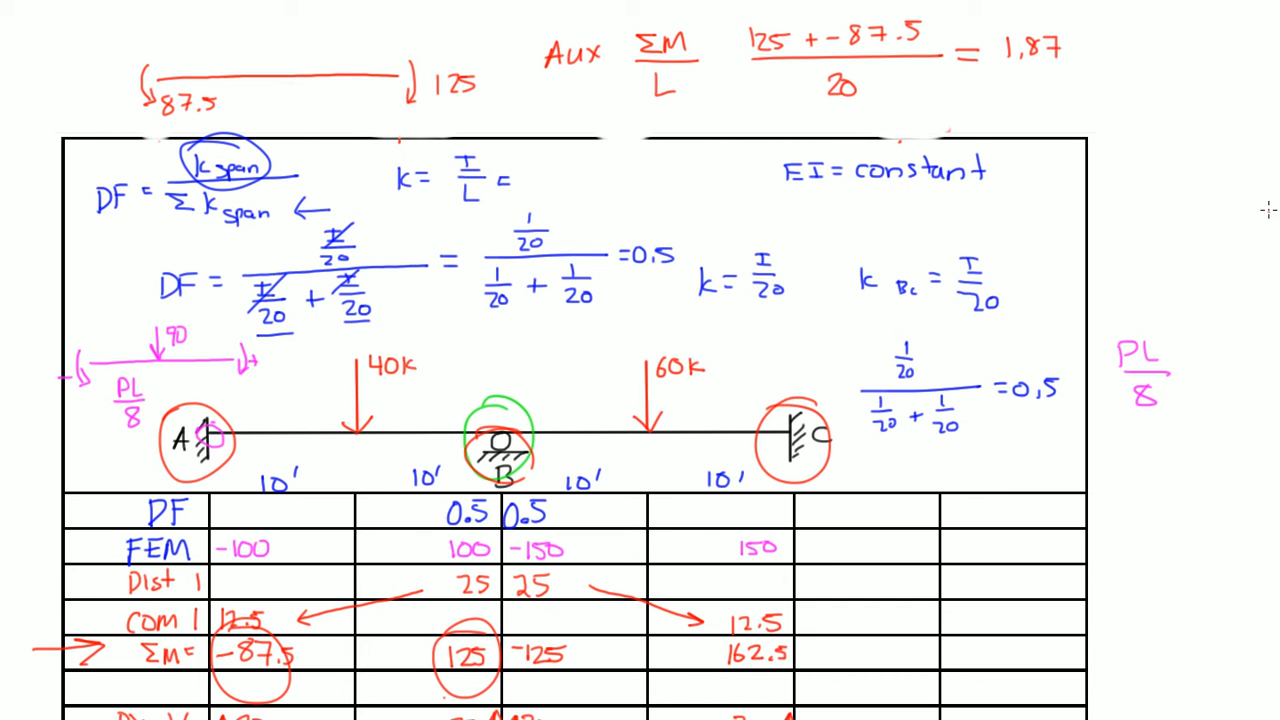 Aux ΣM/L (125 + -87.5)/20 = 1.87
87.5 125
DF = k span / Σ k span ← k = I/L = EI = constant
DF = (I/20) / (I/20 + I/20) = (1/20) / (1/20 + 1/20) = 0.5 k = I/20 k BC = I/20
90
PL/8 40K 60K (1/20) / (1/20 + 1/20) = 0,5 PL/8
A B C
10' 10' 10' 10'
DF 0.5 0.5
FEM -100 100 -150 150
Dist 1 25 25
COM 1 12.5 12.5
ΣM= -87.5 125 -125 162.5